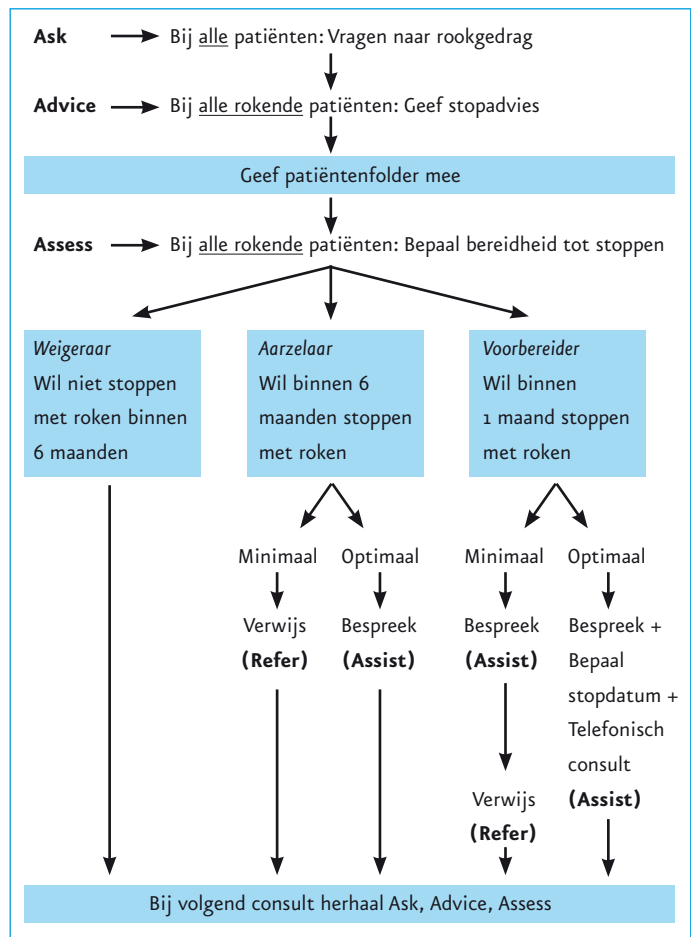 Ask Bij alle patiënten: Vragen naar rookgedrag
Advice Bij alle rokende patiënten: Geef stopadvies
Geef patiëntenfolder mee
Assess Bij alle rokende patiënten: Bepaal bereidheid tot stoppen
Weigeraar
Wil niet stoppen
met roken binnen
6 maanden
Aarzelaar
Wil binnen 6
maanden stoppen
met roken
Voorbereider
Wil binnen
1 maand stoppen
met roken
Minimaal
Verwijs
(Refer)
Optimaal
Bespreek
(Assist)
Minimaal
Bespreek
(Assist)
Verwijs
(Refer)
Optimaal
Bespreek +
Bepaal
stopdatum +
Telefonisch
consult
(Assist)
Bij volgend consult herhaal Ask, Advice, Assess